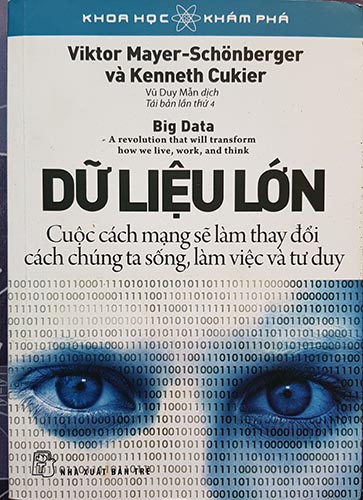 KHOA HỌC KHÁM PHÁ
Viktor Mayer-Schönberger
và Kenneth Cukier
Vũ Duy Mẫn dịch
Tái bản lần thứ 4
Big Data
- A revolution that will transform
how we live, work, and think
DỮ LIỆU LỚN
Cuộc cách mạng sẽ làm thay đổi
cách chúng ta sống, làm việc và tư duy
NHÀ XUẤT BẢN TRẺ